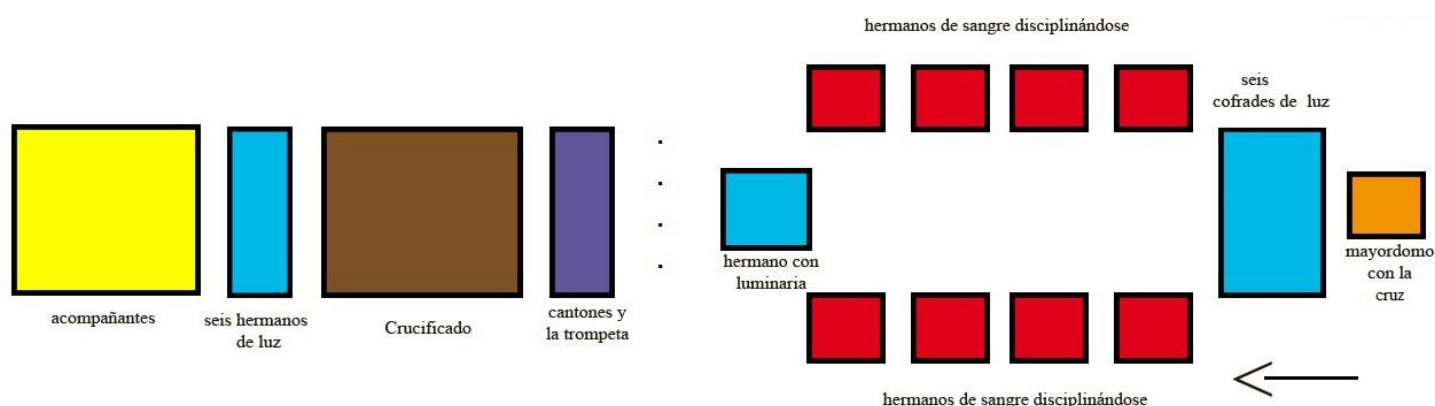 hermanos de sangre disciplinándose
seis
cofrades de luz
acompañantes
seis hermanos
de luz
Crucificado
cantones y
la trompeta
hermano con
luminaria
mayordomo
con la
cruz
hermanos de sangre disciplinándose